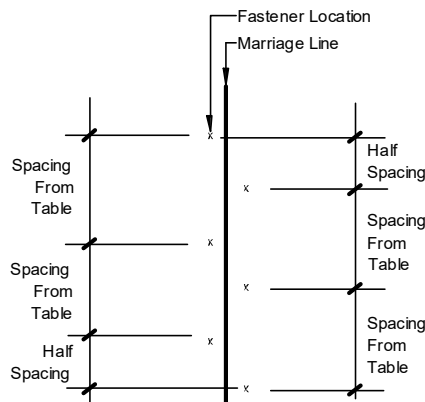 Fastener Location
Marriage Line
Spacing
From
Table
Spacing
From
Table
Half
Spacing
Half
Spacing
Spacing
From
Table
Spacing
From
Table
x
x
x
x
x
x